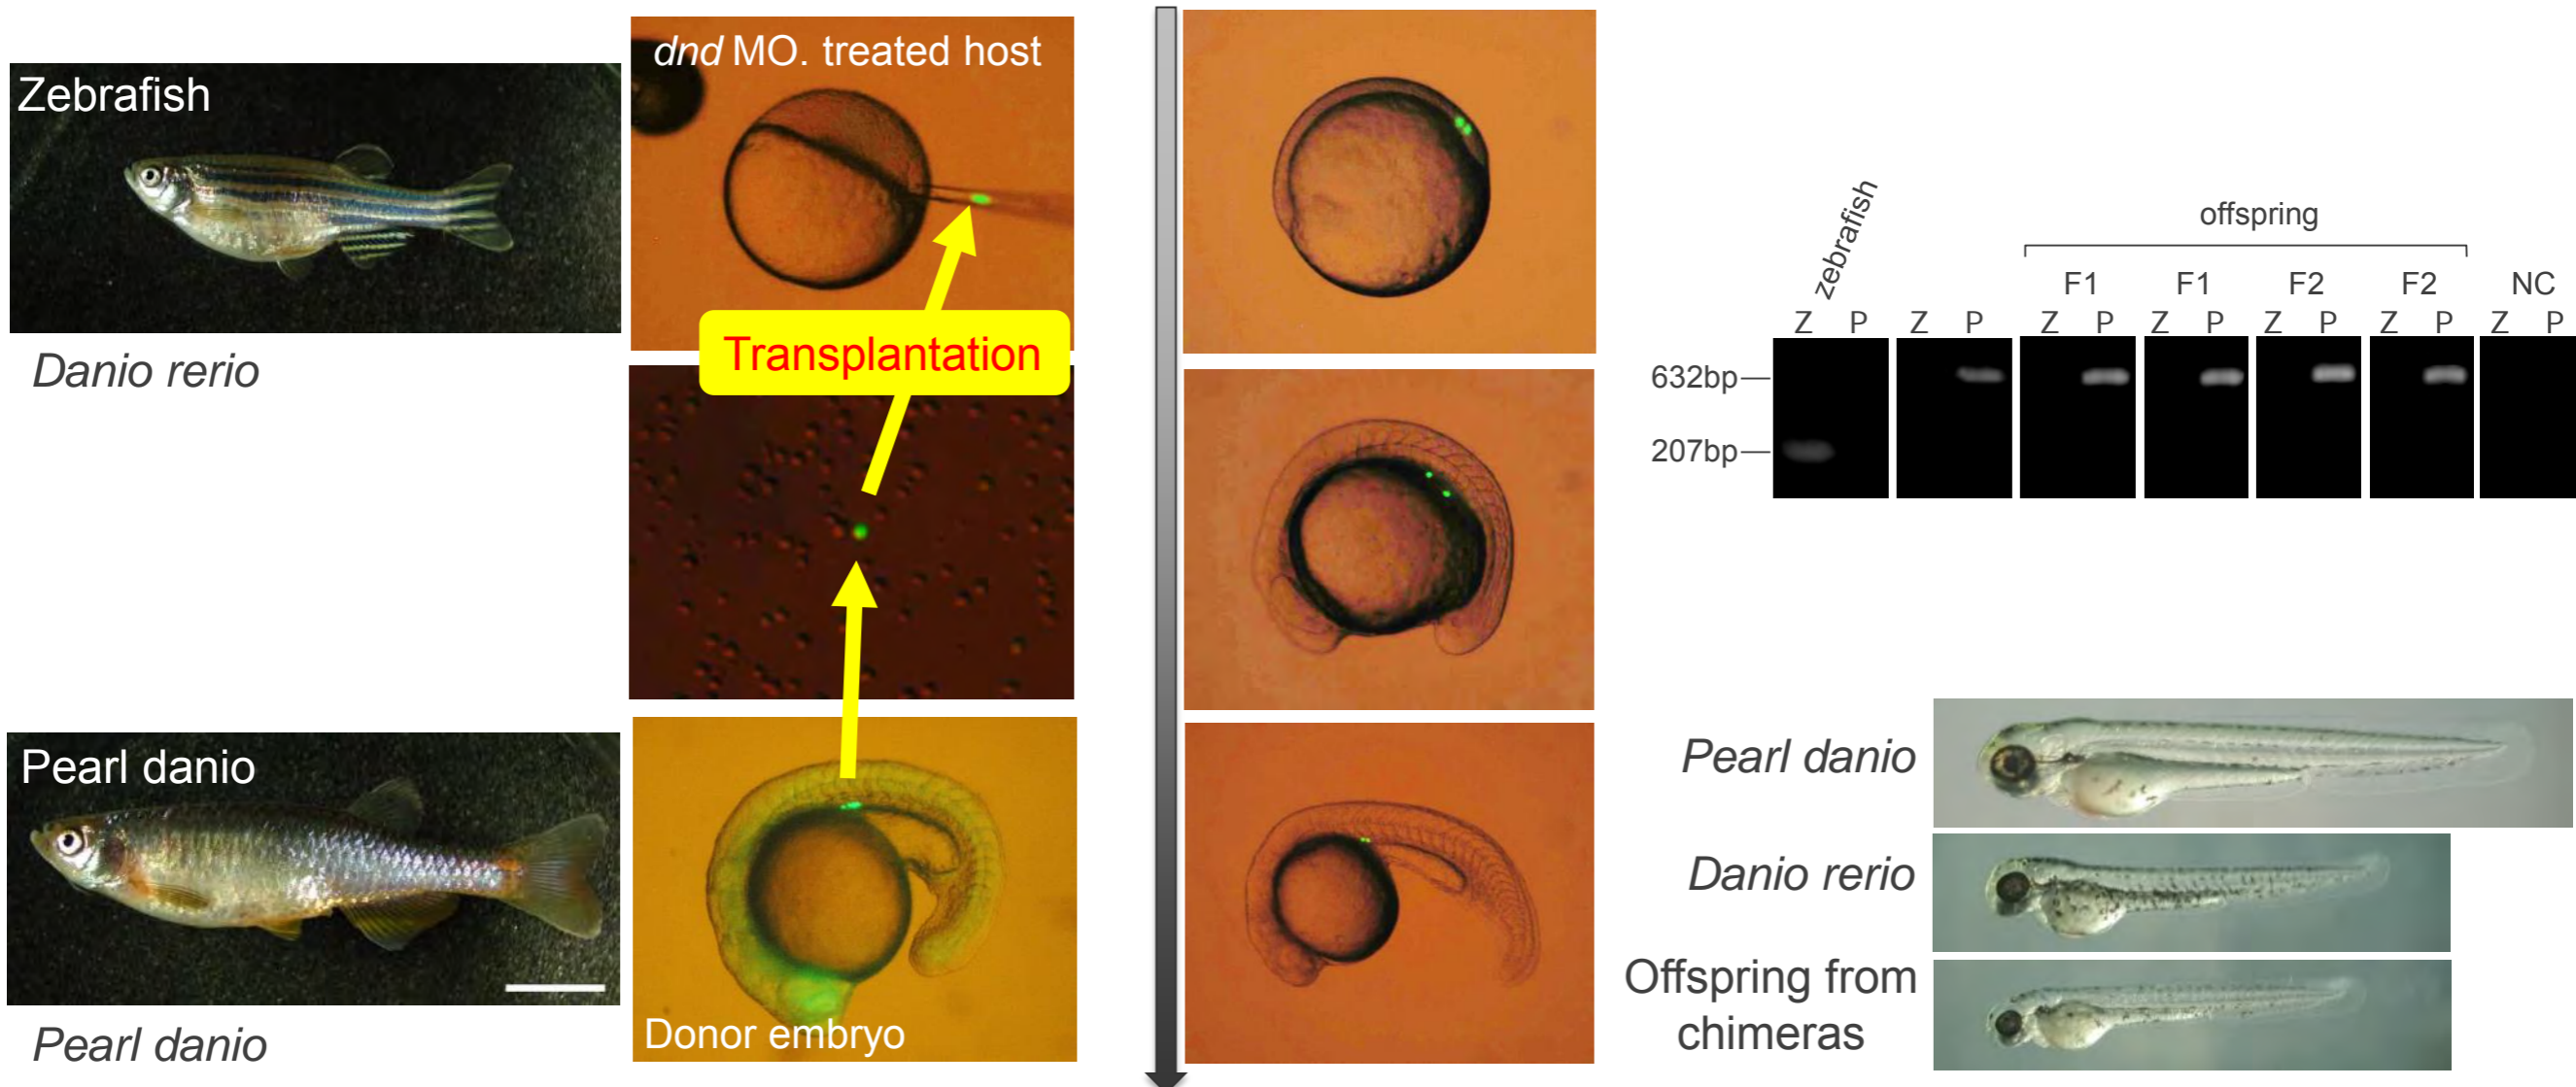 Zebrafish
Danio rerio
Pearl danio
Pearl danio
dnd MO. treated host
Transplantation
Donor embryo
zebrafish
offspring
F1 F1 F2 F2 NC
Z P Z P Z P Z P Z P Z P Z P
632bp
207bp
Pearl danio
Danio rerio
Offspring from
chimeras